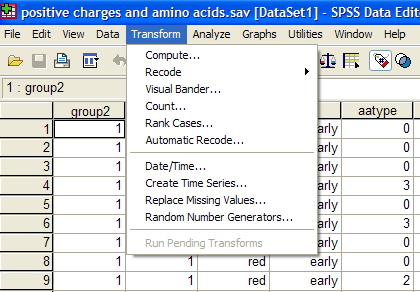 positive charges and amino acids.sav [DataSet1] - SPSS Data Edito
File Edit View Data Transform Analyze Graphs Utilities Window Help
Compute...
Recode
Visual Bander...
Count...
Rank Cases...
Automatic Recode...
Date/Time...
Create Time Series...
Replace Missing Values...
Random Number Generators...
Run Pending Transforms
1 : group2
group2 aatype
1 1 early 0
2 1 early 0
3 1 early 0
4 1 early 3
5 1 early 0
6 1 early 3
7 1 early 0
8 1 1 red early 0
9 1 1 red early 2